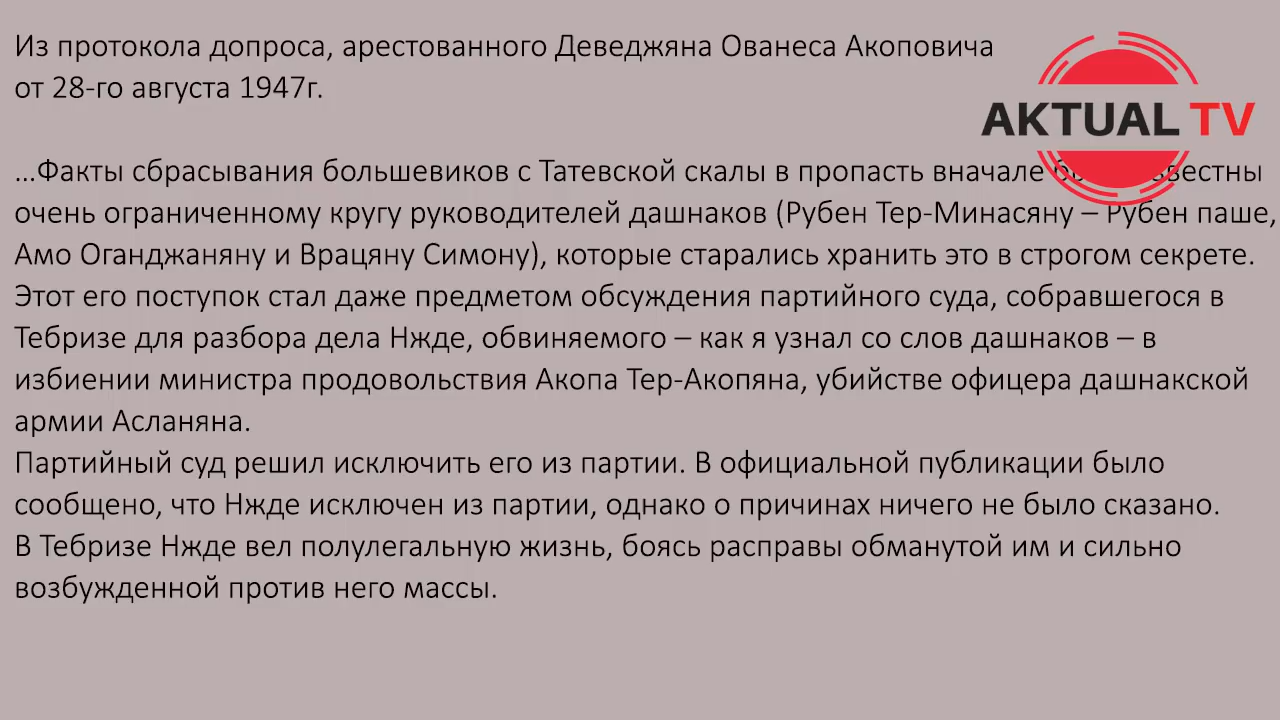 Из протокола допроса, арестованного Деведжяна Ованеса Акоповича
от 28-го августа 1947г.
AKTUAL TV
...Факты сбрасывания большевиков с Татевской скалы в пропасть вначале
очень ограниченному кругу руководителей дашнаков (Рубен Тер-Минасяну – Рубен паше,
Амо Оганджаняну и Врацяну Симону), которые старались хранить это в строгом секрете.
Этот его поступок стал даже предметом обсуждения партийного суда, собравшегося в
Тебризе для разбора дела Нжде, обвиняемого – как я узнал со слов дашнаков – в
избиении министра продовольствия Акопа Тер-Акопяна, убийстве офицера дашнакской
армии Асланяна.
Партийный суд решил исключить его из партии. В официальной публикации было
сообщено, что Нжде исключен из партии, однако о причинах ничего не было сказано.
В Тебризе Нжде вел полулегальную жизнь, боясь расправы обманутой им и сильно
возбужденной против него массы.